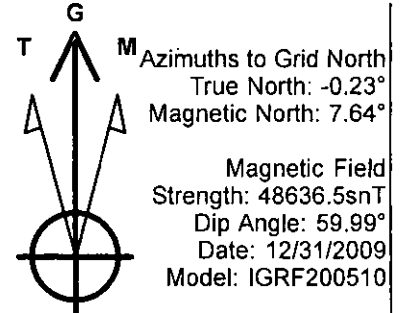 G
T M
Azimuths to Grid North
True North: -0.23°
Magnetic North: 7.64°
Magnetic Field
Strength: 48636.5snT
Dip Angle: 59.99°
Date: 12/31/2009
Model: IGRF200510